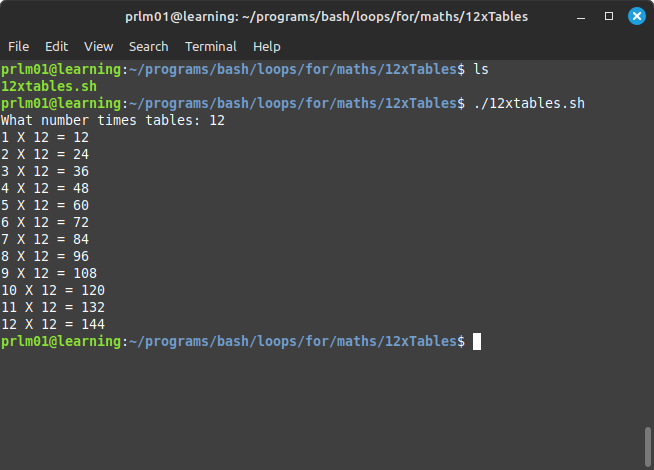 prlm01@learning: ~/programs/bash/loops/for/maths/12xTables
File Edit View Search Terminal Help
prlm01@learning:~/programs/bash/loops/for/maths/12xTables$ ls
12xtables.sh
prlm01@learning:~/programs/bash/loops/for/maths/12xTables$ ./12xtables.sh
What number times tables: 12
1 X 12 = 12
2 X 12 = 24
3 X 12 = 36
4 X 12 = 48
5 X 12 = 60
6 X 12 = 72
7 X 12 = 84
8 X 12 = 96
9 X 12 = 108
10 X 12 = 120
11 X 12 = 132
12 X 12 = 144
prlm01@learning:~/programs/bash/loops/for/maths/12xTables$